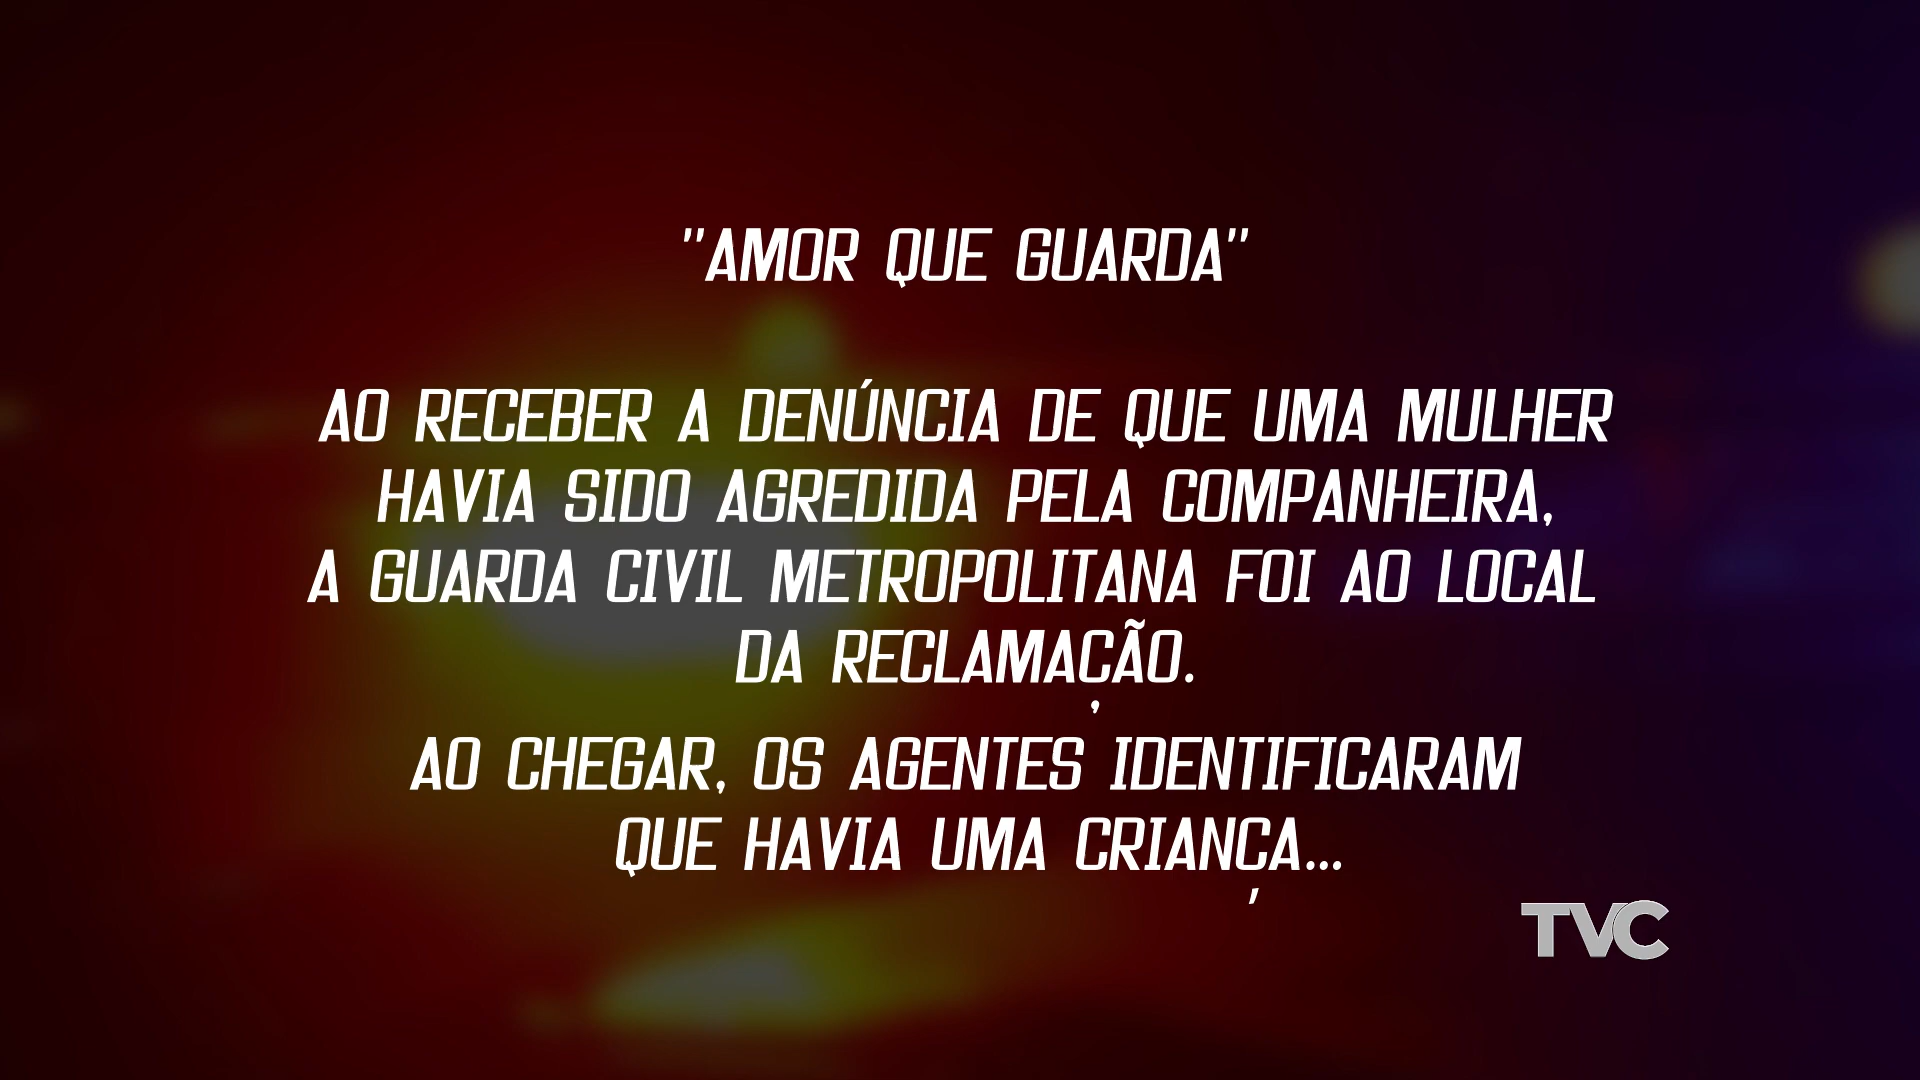 "AMOR QUE GUARDA"
AO RECEBER A DENÚNCIA DE QUE UMA MULHER
HAVIA SIDO AGREDIDA PELA COMPANHEIRA,
A GUARDA CIVIL METROPOLITANA FOI AO LOCAL
DA RECLAMAÇÃO.
AO CHEGAR, OS AGENTES IDENTIFICARAM
QUE HAVIA UMA CRIANÇA...
TVC